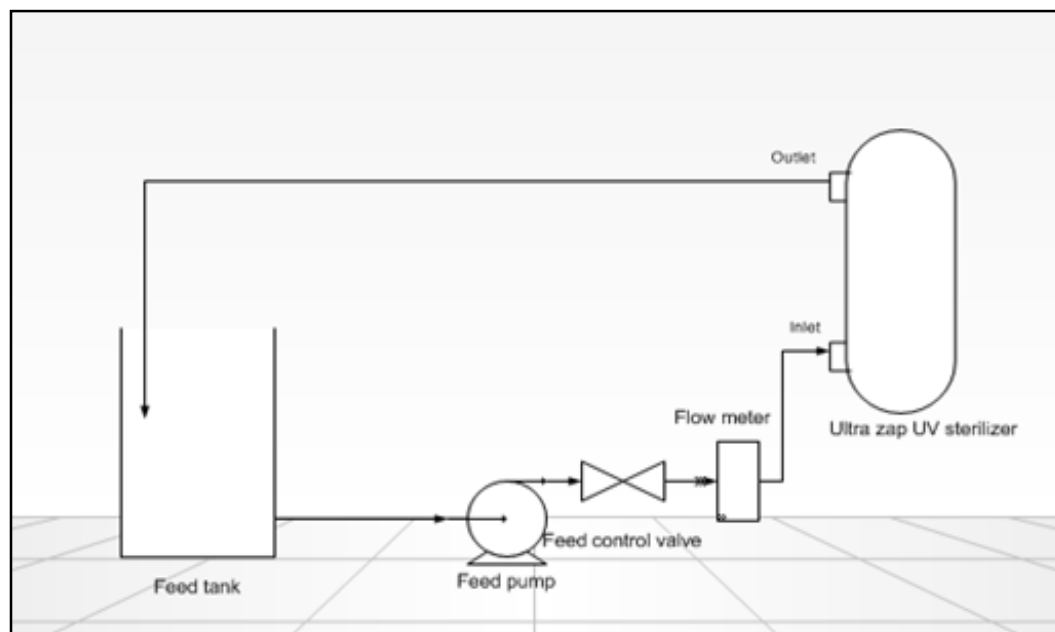 Outlet
Inlet
Flow meter
Ultra zap UV sterilizer
Feed control valve
Feed pump
Feed tank